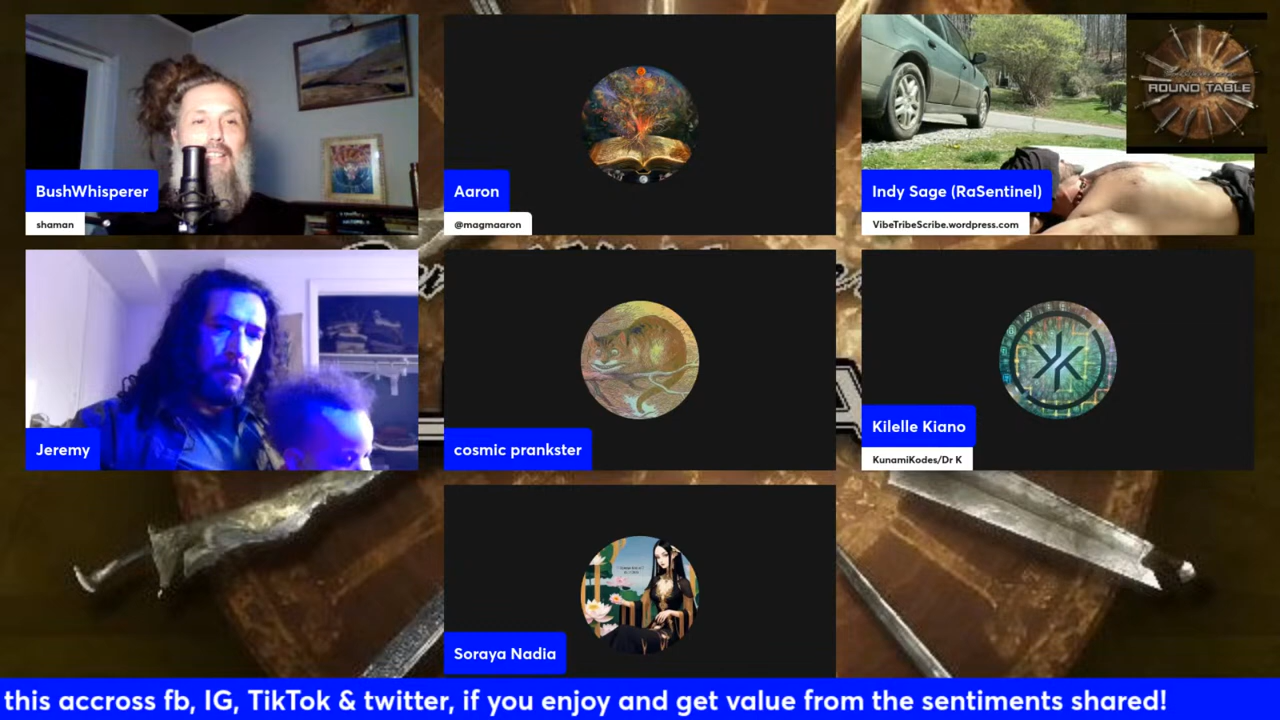 BushWhisperer
shaman
Aaron
@magmaaron
Indy Sage (RaSentinel)
VibeTribeScribe.wordpress.com
ROUND TABLE
Jeremy
cosmic prankster
Kilelle Kiano
KunamiKodes/Dr K
Soraya Nadia
this accross fb, IG, TikTok & twitter, if you enjoy and get value from the sentiments shared!